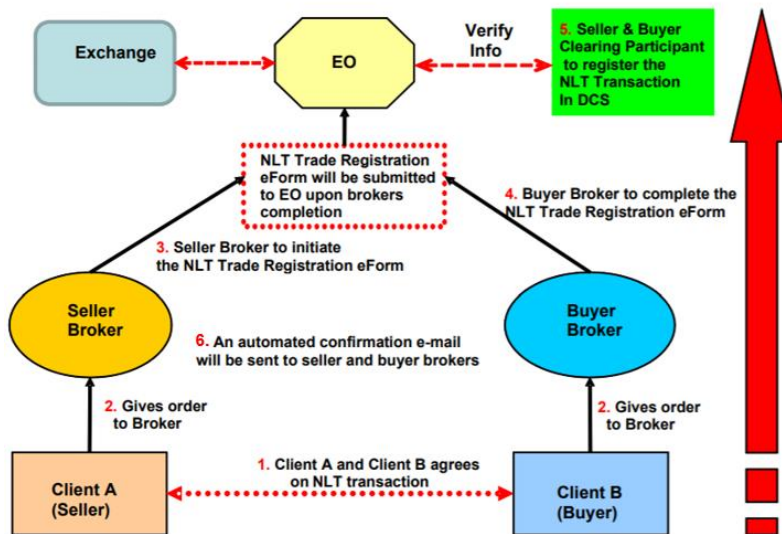 Exchange
EO
Verify
Info
5. Seller & Buyer
Clearing Participant
to register the
NLT Transaction
In DCS
NLT Trade Registration
eForm will be submitted
to EO upon brokers
completion
4. Buyer Broker to complete the
NLT Trade Registration eForm
3. Seller Broker to initiate
the NLT Trade Registration eForm
Seller
Broker
Buyer
Broker
6. An automated confirmation e-mail
will be sent to seller and buyer brokers
2. Gives order
to Broker
2. Gives order
to Broker
1. Client A and Client B agrees
on NLT transaction
Client A
(Seller)
Client B
(Buyer)